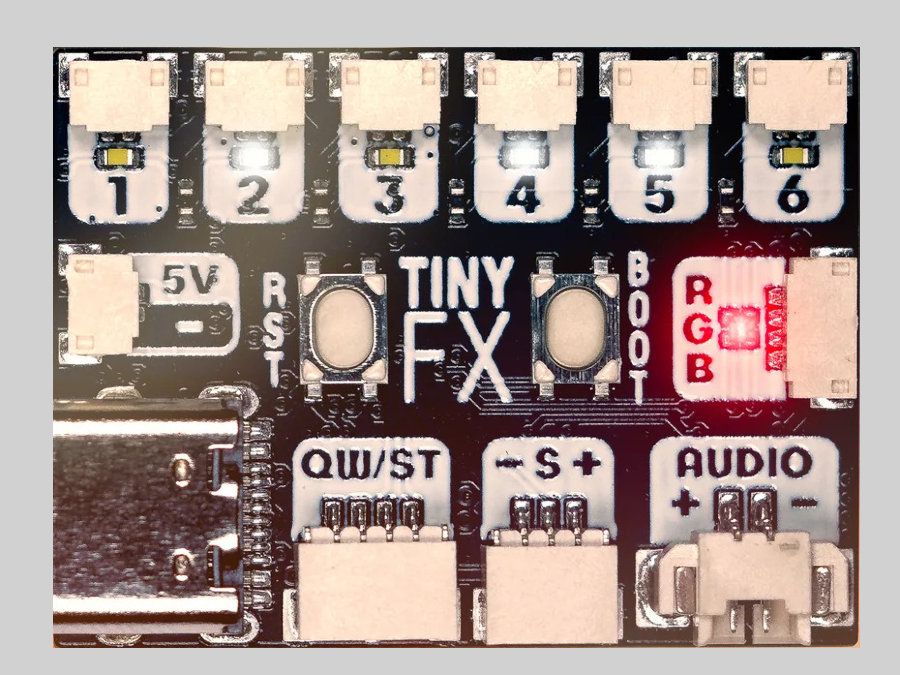 1 2 3 4 5 6
5V
-
RST
TINY
FX
BOOT
RGB
QW/ST
- S +
AUDIO
+ -